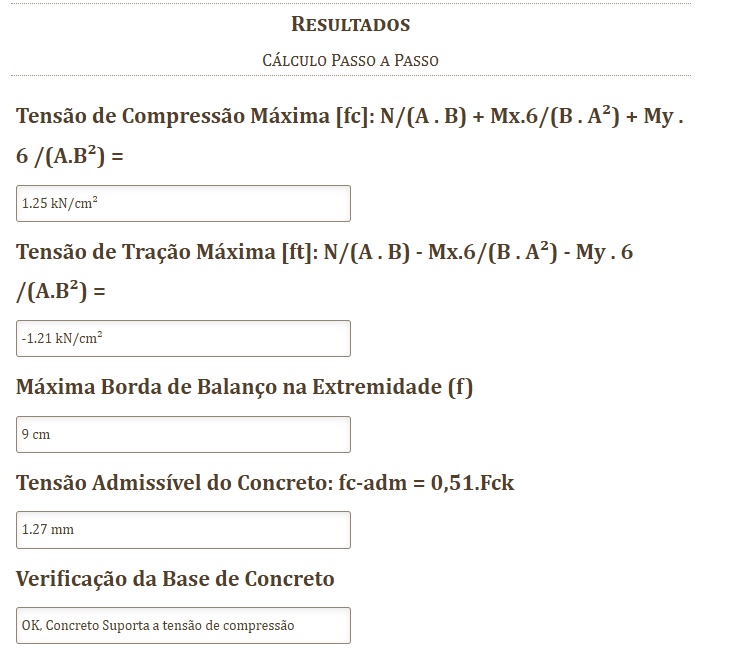 Resultados
Cálculo Passo a Passo
Tensão de Compressão Máxima [fc]: N/(A . B) + Mx.6/(B . A²) + My .
6 /(A.B²) =
1.25 kN/cm²
Tensão de Tração Máxima [ft]: N/(A . B) - Mx.6/(B . A²) - My . 6
/(A.B²) =
-1.21 kN/cm²
Máxima Borda de Balanço na Extremidade (f)
9 cm
Tensão Admissível do Concreto: fc-adm = 0,51.Fck
1.27 mm
Verificação da Base de Concreto
OK, Concreto Suporta a tensão de compressão